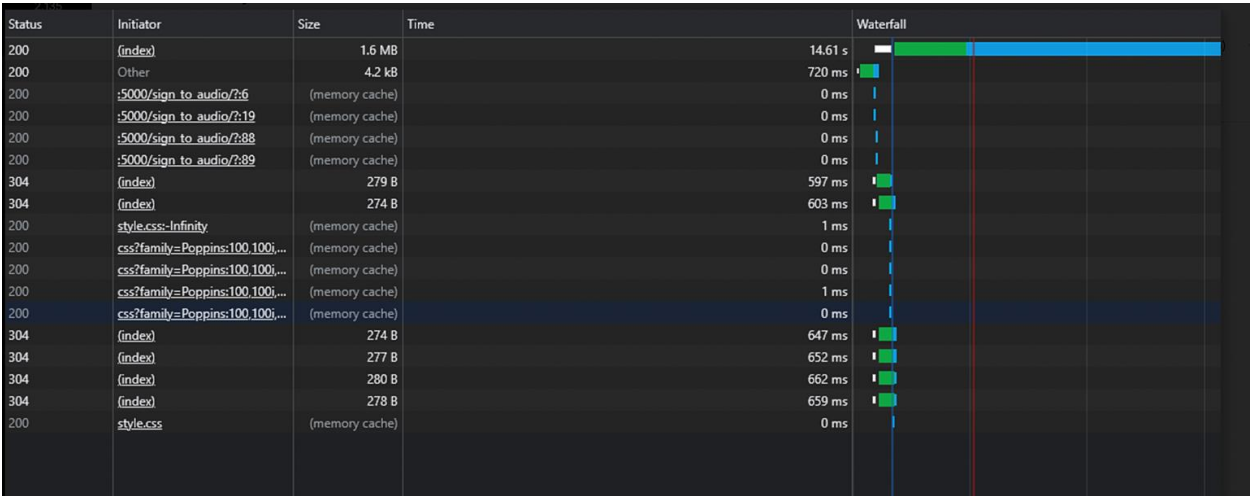 2.135
Status Initiator Size Time Waterfall
200 (index) 1.6 MB 14.61 s
200 Other 4.2 kB 720 ms
200 :5000/sign_to_audio/?:6 (memory cache) 0 ms
200 :5000/sign_to_audio/?:19 (memory cache) 0 ms
200 :5000/sign_to_audio/?:88 (memory cache) 0 ms
200 :5000/sign_to_audio/?:89 (memory cache) 0 ms
304 (index) 279 B 597 ms
304 (index) 274 B 603 ms
200 style.css:-Infinity (memory cache) 1 ms
200 css?family=Poppins:100,100i,... (memory cache) 0 ms
200 css?family=Poppins:100,100i,... (memory cache) 0 ms
200 css?family=Poppins:100,100i,... (memory cache) 1 ms
200 css?family=Poppins:100,100i,... (memory cache) 0 ms
304 (index) 274 B 647 ms
304 (index) 277 B 652 ms
304 (index) 280 B 662 ms
304 (index) 278 B 659 ms
200 style.css (memory cache) 0 ms